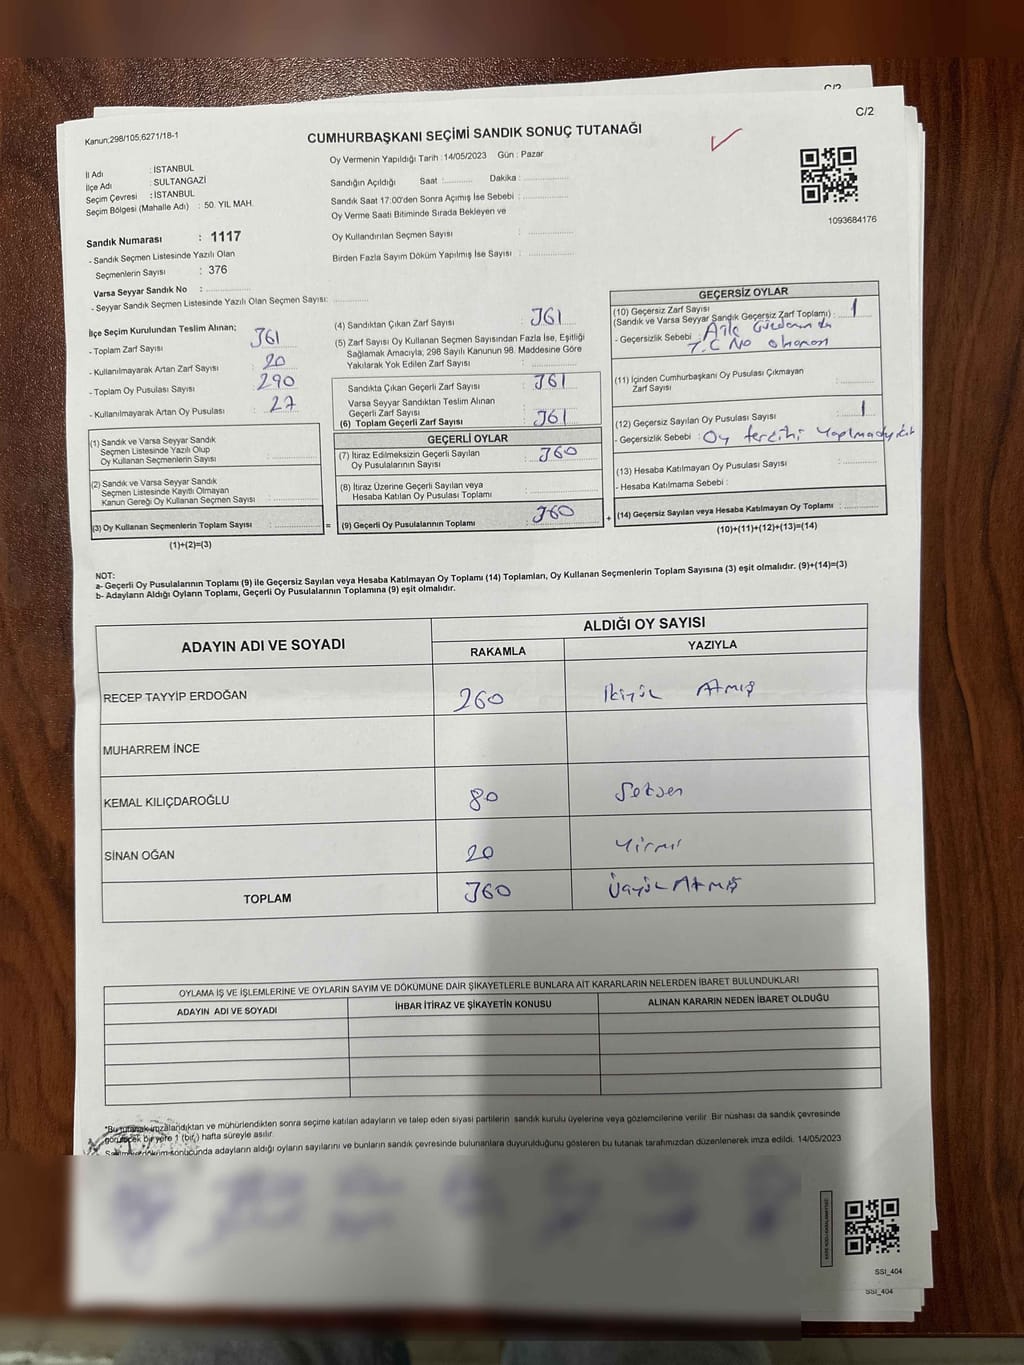 C/2
C/2
Kanun;298/105,6271/18-1
CUMHURBAŞKANI SEÇİMİ SANDIK SONUÇ TUTANAĞI
Oy Vermenin Yapıldığı Tarih : 14/05/2023 Gün : Pazar
İl Adı : İSTANBUL
İlçe Adı : SULTANGAZİ
Seçim Çevresi : İSTANBUL
Seçim Bölgesi (Mahalle Adı) : 50. YIL MAH.
Sandığın Açıldığı Saat :........... Dakika :...............
Sandık Saat 17:00'den Sonra Açımış İse Sebebi :...............
Oy Verme Saati Bitiminde Sırada Bekleyen ve
Oy Kullandırılan Seçmen Sayısı : ...............
Birden Fazla Sayım Döküm Yapılmış İse Sayısı : ...............
1093684176
Sandık Numarası : 1117
- Sandık Seçmen Listesinde Yazılı Olan
Seçmenlerin Sayısı : 376
Varsa Seyyar Sandık No : ...............
- Seyyar Sandık Seçmen Listesinde Yazılı Olan Seçmen Sayısı: ............
İlçe Seçim Kurulundan Teslim Alınan;
- Toplam Zarf Sayısı : 361
- Kullanılmayarak Artan Zarf Sayısı : 20
- Toplam Oy Pusulası Sayısı : 290
- Kullanılmayarak Artan Oy Pusulası : 27
(1) Sandık ve Varsa Seyyar Sandık
Seçmen Listesinde Yazılı Olup
Oy Kullanan Seçmenlerin Sayısı : ...............
(2) Sandık ve Varsa Seyyar Sandık
Seçmen Listesinde Kayıtlı Olmayan
Kanun Gereği Oy Kullanan Seçmen Sayısı : ...............
(3) Oy Kullanan Seçmenlerin Toplam Sayısı : ............... =
(1)+(2)=(3)
(4) Sandıktan Çıkan Zarf Sayısı : 361
(5) Zarf Sayısı Oy Kullanan Seçmen Sayısından Fazla İse, Eşitliği
Sağlamak Amacıyla; 298 Sayılı Kanunun 98. Maddesine Göre
Yakılarak Yok Edilen Zarf Sayısı : ...............
Sandıkta Çıkan Geçerli Zarf Sayısı : 361
Varsa Seyyar Sandıktan Teslim Alınan
Geçerli Zarf Sayısı :
(6) Toplam Geçerli Zarf Sayısı : 361
GEÇERLİ OYLAR
(7) İtiraz Edilmeksizin Geçerli Sayılan
Oy Pusulalarının Sayısı : 360
(8) İtiraz Üzerine Geçerli Sayılan veya
Hesaba Katılan Oy Pusulası Toplamı : ...............
(9) Geçerli Oy Pusulalarının Toplamı : 360 +
GEÇERSİZ OYLAR
(10) Geçersiz Zarf Sayısı
(Sandık ve Varsa Seyyar Sandık Geçersiz Zarf Toplamı) : 1
- Geçersizlik Sebebi : Aile
T.C No
(11) İçinden Cumhurbaşkanı Oy Pusulası Çıkmayan
Zarf Sayısı : ............
(12) Geçersiz Sayılan Oy Pusulası Sayısı : 1
- Geçersizlik Sebebi : Oy tercihi
(13) Hesaba Katılmayan Oy Pusulası Sayısı : ............
- Hesaba Katılmama Sebebi :
(14) Geçersiz Sayılan veya Hesaba Katılmayan Oy Toplamı : ............
(10)+(11)+(12)+(13)=(14)
NOT:
a- Geçerli Oy Pusulalarının Toplamı (9) ile Geçersiz Sayılan veya Hesaba Katılmayan Oy Toplamı (14) Toplamları, Oy Kullanan Seçmenlerin Toplam Sayısına (3) eşit olmalıdır. (9)+(14)=(3)
b- Adayların Aldığı Oyların Toplamı, Geçerli Oy Pusulalarının Toplamına (9) eşit olmalıdır.
ADAYIN ADI VE SOYADI
ALDIĞI OY SAYISI
RAKAMLA YAZIYLA
RECEP TAYYİP ERDOĞAN 260 İkiyüz Atmış
MUHARREM İNCE
KEMAL KILIÇDAROĞLU 80 Seksen
SİNAN OĞAN 20 Yirmi
TOPLAM 360 Üçyüz Atmış
OYLAMA İŞ VE İŞLEMLERİNE VE OYLARIN SAYIM VE DÖKÜMÜNE DAİR ŞİKAYETLERLE BUNLARA AİT KARARLARIN NELERDEN İBARET BULUNDUKLARI
ADAYIN ADI VE SOYADI İHBAR İTİRAZ VE ŞİKAYETİN KONUSU ALINAN KARARIN NEDEN İBARET OLDUĞU
*Bu tutanak imzalandıktan ve mühürlendikten sonra seçime katılan adayların ve talep eden siyasi partilerin sandık kurulu üyelerine veya gözlemcilerine verilir. Bir nüshası da sandık çevresinde
görülecek bir yere 1 (bir) hafta süreyle asılır.
sonucunda adayların aldığı oyların sayılarını ve bunların sandık çevresinde bulunanlara duyurulduğunu gösteren bu tutanak tarafımızdan düzenlenerek imza edildi. 14/05/2023
SSI_404
SSI_404